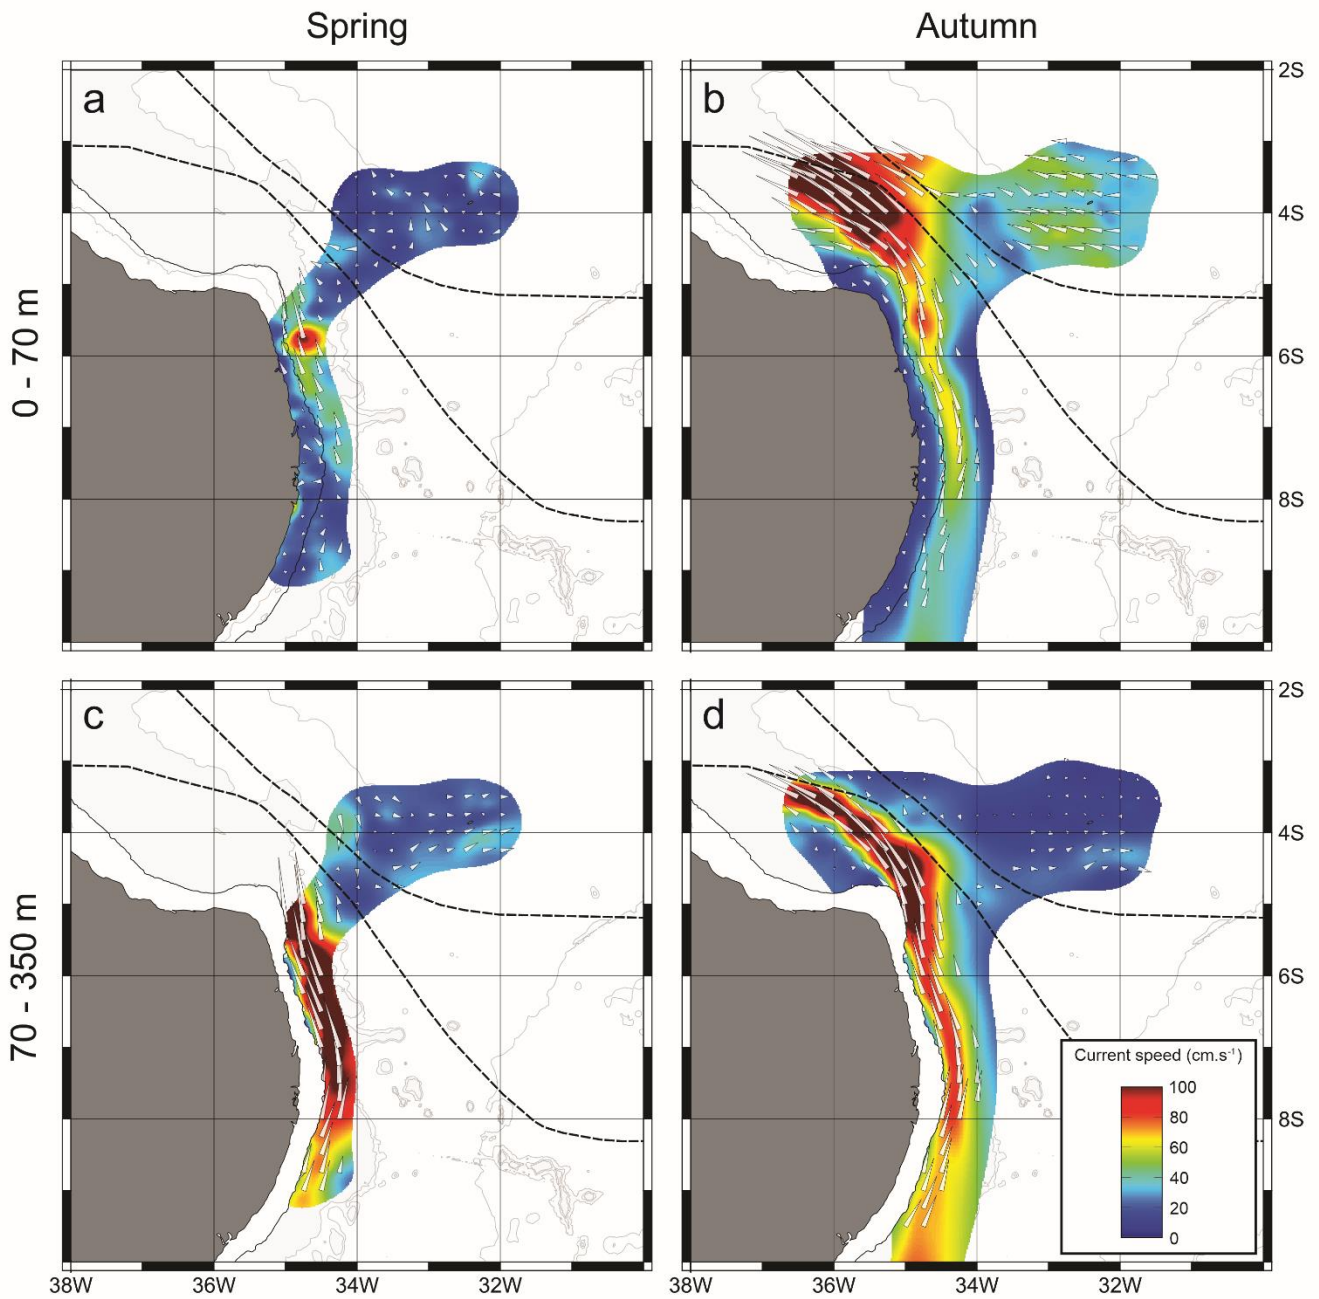 Spring
Autumn
a
b
2S
4S
6S
8S
0 - 70 m
c
d
2S
4S
6S
8S
70 - 350 m
Current speed (cm.s⁻¹)
100
80
60
40
20
0
38W
36W
34W
32W
38W
36W
34W
32W